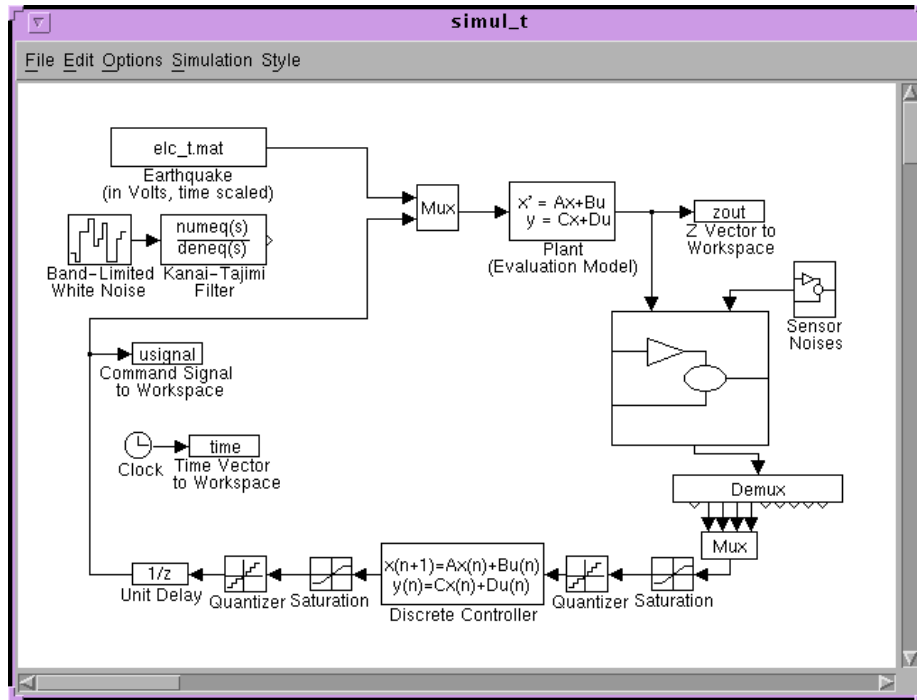 simul_t
File Edit Options Simulation Style
elc_t.mat
Earthquake
(in Volts, time scaled)
Mux
x' = Ax+Bu
y = Cx+Du
Plant
(Evaluation Model)
zout
Z Vector to
Workspace
numeq(s)
deneq(s)
Band-Limited
White Noise
Kanai-Tajimi
Filter
Sensor
Noises
usignal
Command Signal
to Workspace
Clock
time
Time Vector
to Workspace
Demux
Mux
1/z
Unit Delay
Quantizer
Saturation
x(n+1)=Ax(n)+Bu(n)
y(n)=Cx(n)+Du(n)
Discrete Controller
Quantizer
Saturation